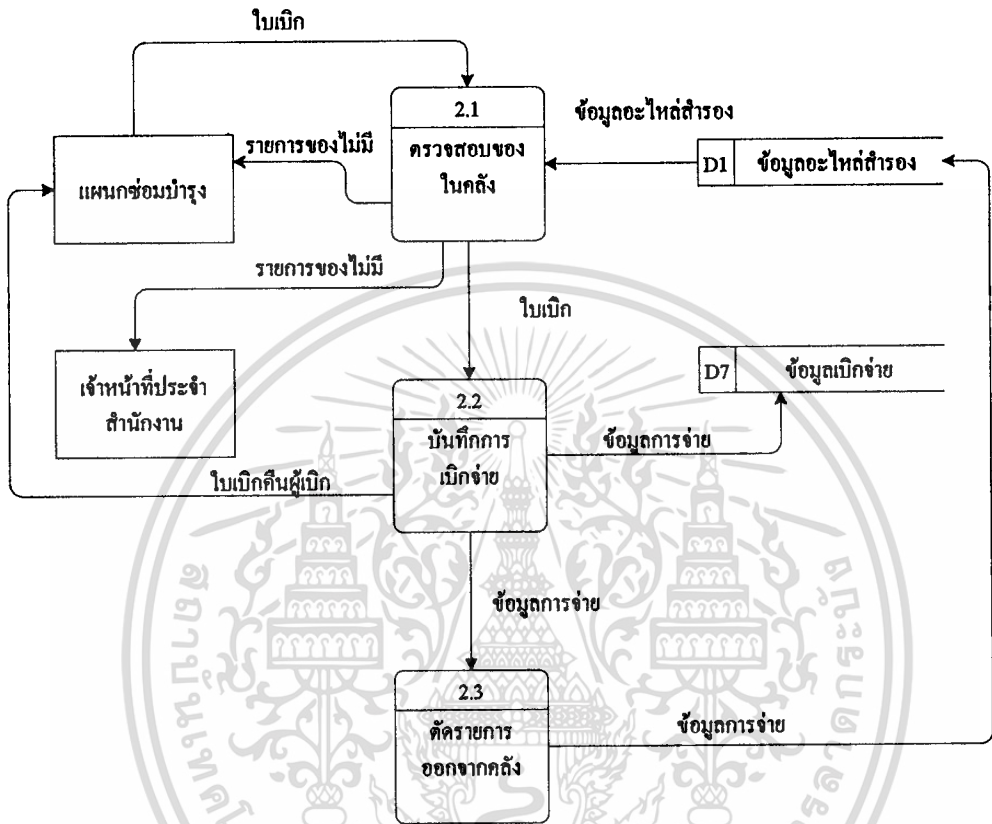 ใบเบิก
2.1
ข้อมูลอะไหล่สำรอง
รายการของไม่มี
ตรวจสอบของ
ในคลัง
D1
ข้อมูลอะไหล่สำรอง
แผนกซ่อมบำรุง
รายการของไม่มี
ใบเบิก
เจ้าหน้าที่ประจำ
สำนักงาน
D7
ข้อมูลเบิกจ่าย
2.2
บันทึกการ
เบิกจ่าย
ข้อมูลการจ่าย
ใบเบิกคืนผู้เบิก
ข้อมูลการจ่าย
2.3
ตัดรายการ
ออกจากคลัง
ข้อมูลการจ่าย